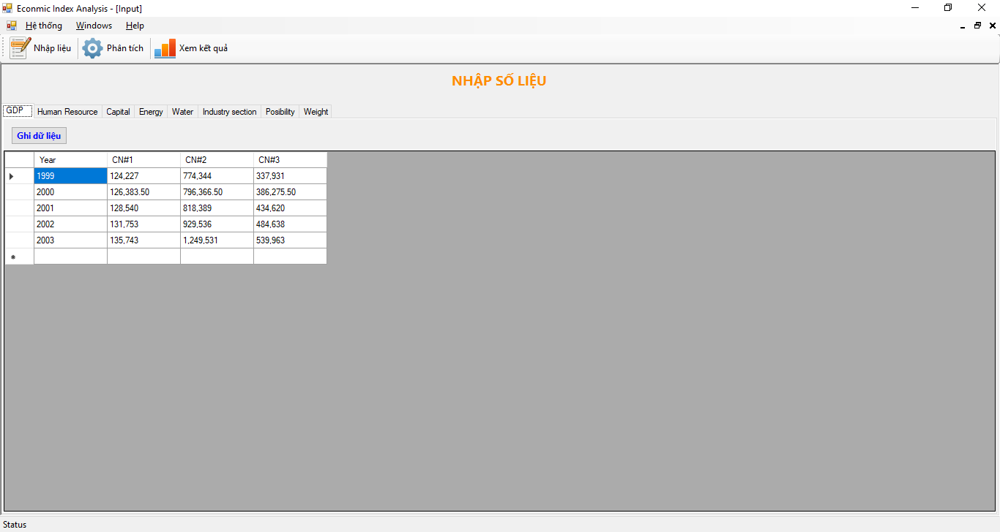 Econmic Index Analysis - [Input]
Hệ thống Windows Help
Nhập liệu Phân tích Xem kết quả
NHẬP SỐ LIỆU
GDP Human Resource Capital Energy Water Industry section Posibility Weight
Ghi dữ liệu
Year CN#1 CN#2 CN#3
1999 124,227 774,344 337,931
2000 126,383.50 796,366.50 386,275.50
2001 128,540 818,389 434,620
2002 131,753 929,536 484,638
2003 135,743 1,249,531 539,963
Status